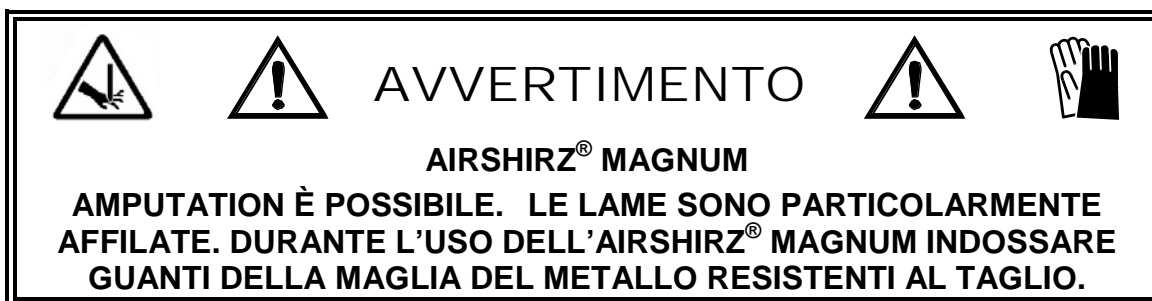 AVVERTIMENTO
AIRSHIRZ® MAGNUM
AMPUTATION È POSSIBILE. LE LAME SONO PARTICOLARMENTE
AFFILATE. DURANTE L'USO DELL'AIRSHIRZ® MAGNUM INDOSSARE
GUANTI DELLA MAGLIA DEL METALLO RESISTENTI AL TAGLIO.